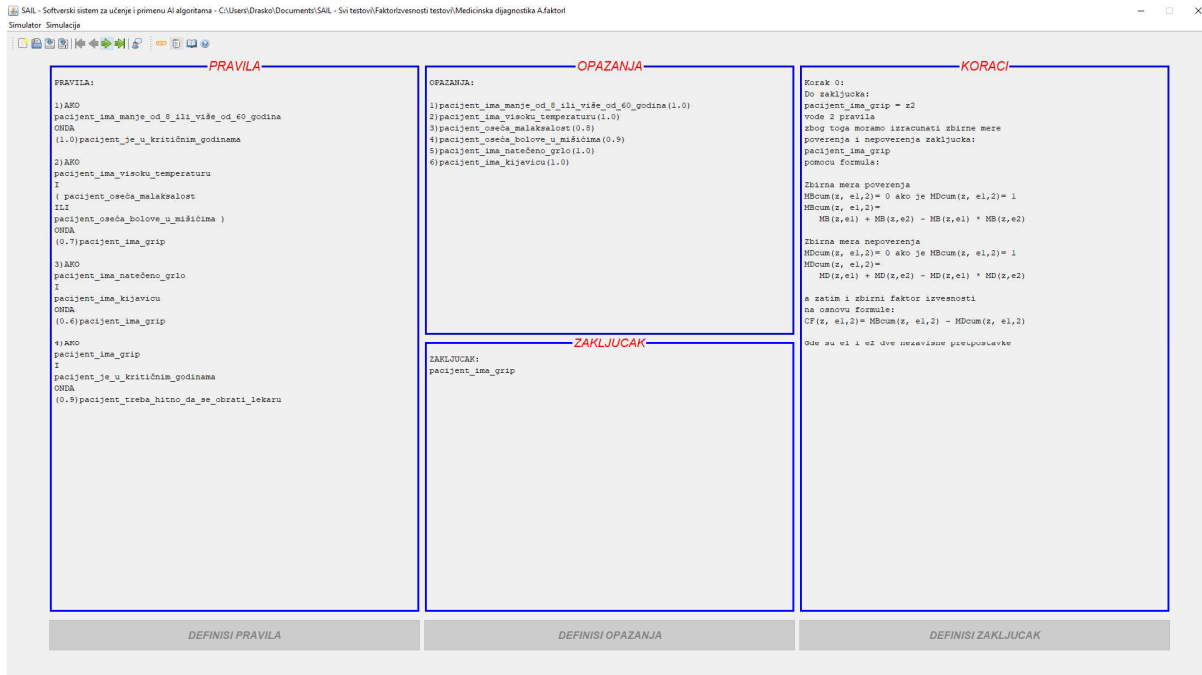 SAIL - Softverski sistem za učenje i primenu AI algoritama - C:\Users\Drasko\Documents\SAIL - Svi testovi\FaktorIzvesnosti testovi\Medicinska dijagnostika A.faktorI
Simulator Simulacija
PRAVILA
PRAVILA:
1)AKO
pacijent_ima_manje_od_8_ili_više_od_60_godina
ONDA
(1.0)pacijent_je_u_kritičnim_godinama
2)AKO
pacijent_ima_visoku_temperaturu
I
( pacijent_oseća_malaksalost
ILI
pacijent_oseća_bolove_u_mišićima )
ONDA
(0.7)pacijent_ima_grip
3)AKO
pacijent_ima_natečeno_grlo
I
pacijent_ima_kijavicu
ONDA
(0.6)pacijent_ima_grip
4)AKO
pacijent_ima_grip
I
pacijent_je_u_kritičnim_godinama
ONDA
(0.9)pacijent_treba_hitno_da_se_obrati_lekaru
OPAZANJA
OPAZANJA:
1)pacijent_ima_manje_od_8_ili_više_od_60_godina(1.0)
2)pacijent_ima_visoku_temperaturu(1.0)
3)pacijent_oseća_malaksalost(0.8)
4)pacijent_oseća_bolove_u_mišićima(0.9)
5)pacijent_ima_natečeno_grlo(1.0)
6)pacijent_ima_kijavicu(1.0)
ZAKLJUCAK
ZAKLJUCAK:
pacijent_ima_grip
KORACI
Korak 0:
Do zakljucka:
pacijent_ima_grip = z2
vode 2 pravila
zbog toga moramo izracunati zbirne mere
poverenja i nepoverenja zakljucka:
pacijent_ima_grip
pomocu formula:
Zbirna mera poverenja
MBcum(z, e1,2)= 0 ako je MDcum(z, e1,2)= 1
MBcum(z, e1,2)=
MB(z,e1) + MB(z,e2) - MB(z,e1) * MB(z,e2)
Zbirna mera nepoverenja
MDcum(z, e1,2)= 0 ako je MBcum(z, e1,2)= 1
MDcum(z, e1,2)=
MD(z,e1) + MD(z,e2) - MD(z,e1) * MD(z,e2)
a zatim i zbirni faktor izvesnosti
na osnovu formule:
CF(z, e1,2)= MBcum(z, e1,2) - MDcum(z, e1,2)
Gde su e1 i e2 dve nezavisne pretpostavke
DEFINISI PRAVILA
DEFINISI OPAZANJA
DEFINISI ZAKLJUCAK